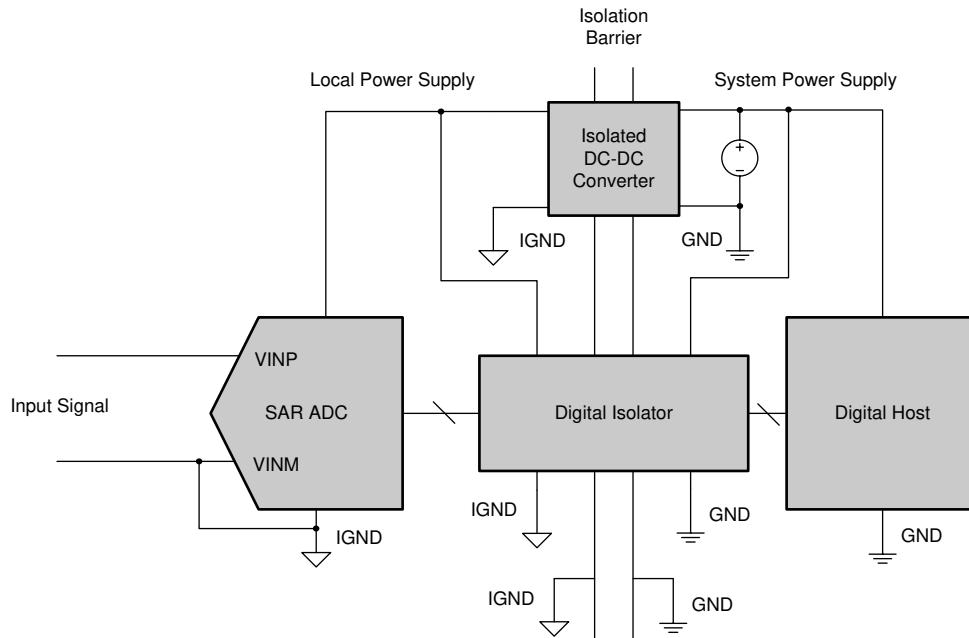 Isolation
Barrier
Local Power Supply
System Power Supply
Isolated
DC-DC
Converter
+
−
IGND
GND
VINP
Input Signal
SAR ADC
Digital Isolator
Digital Host
VINM
IGND
IGND
GND
GND
IGND
GND